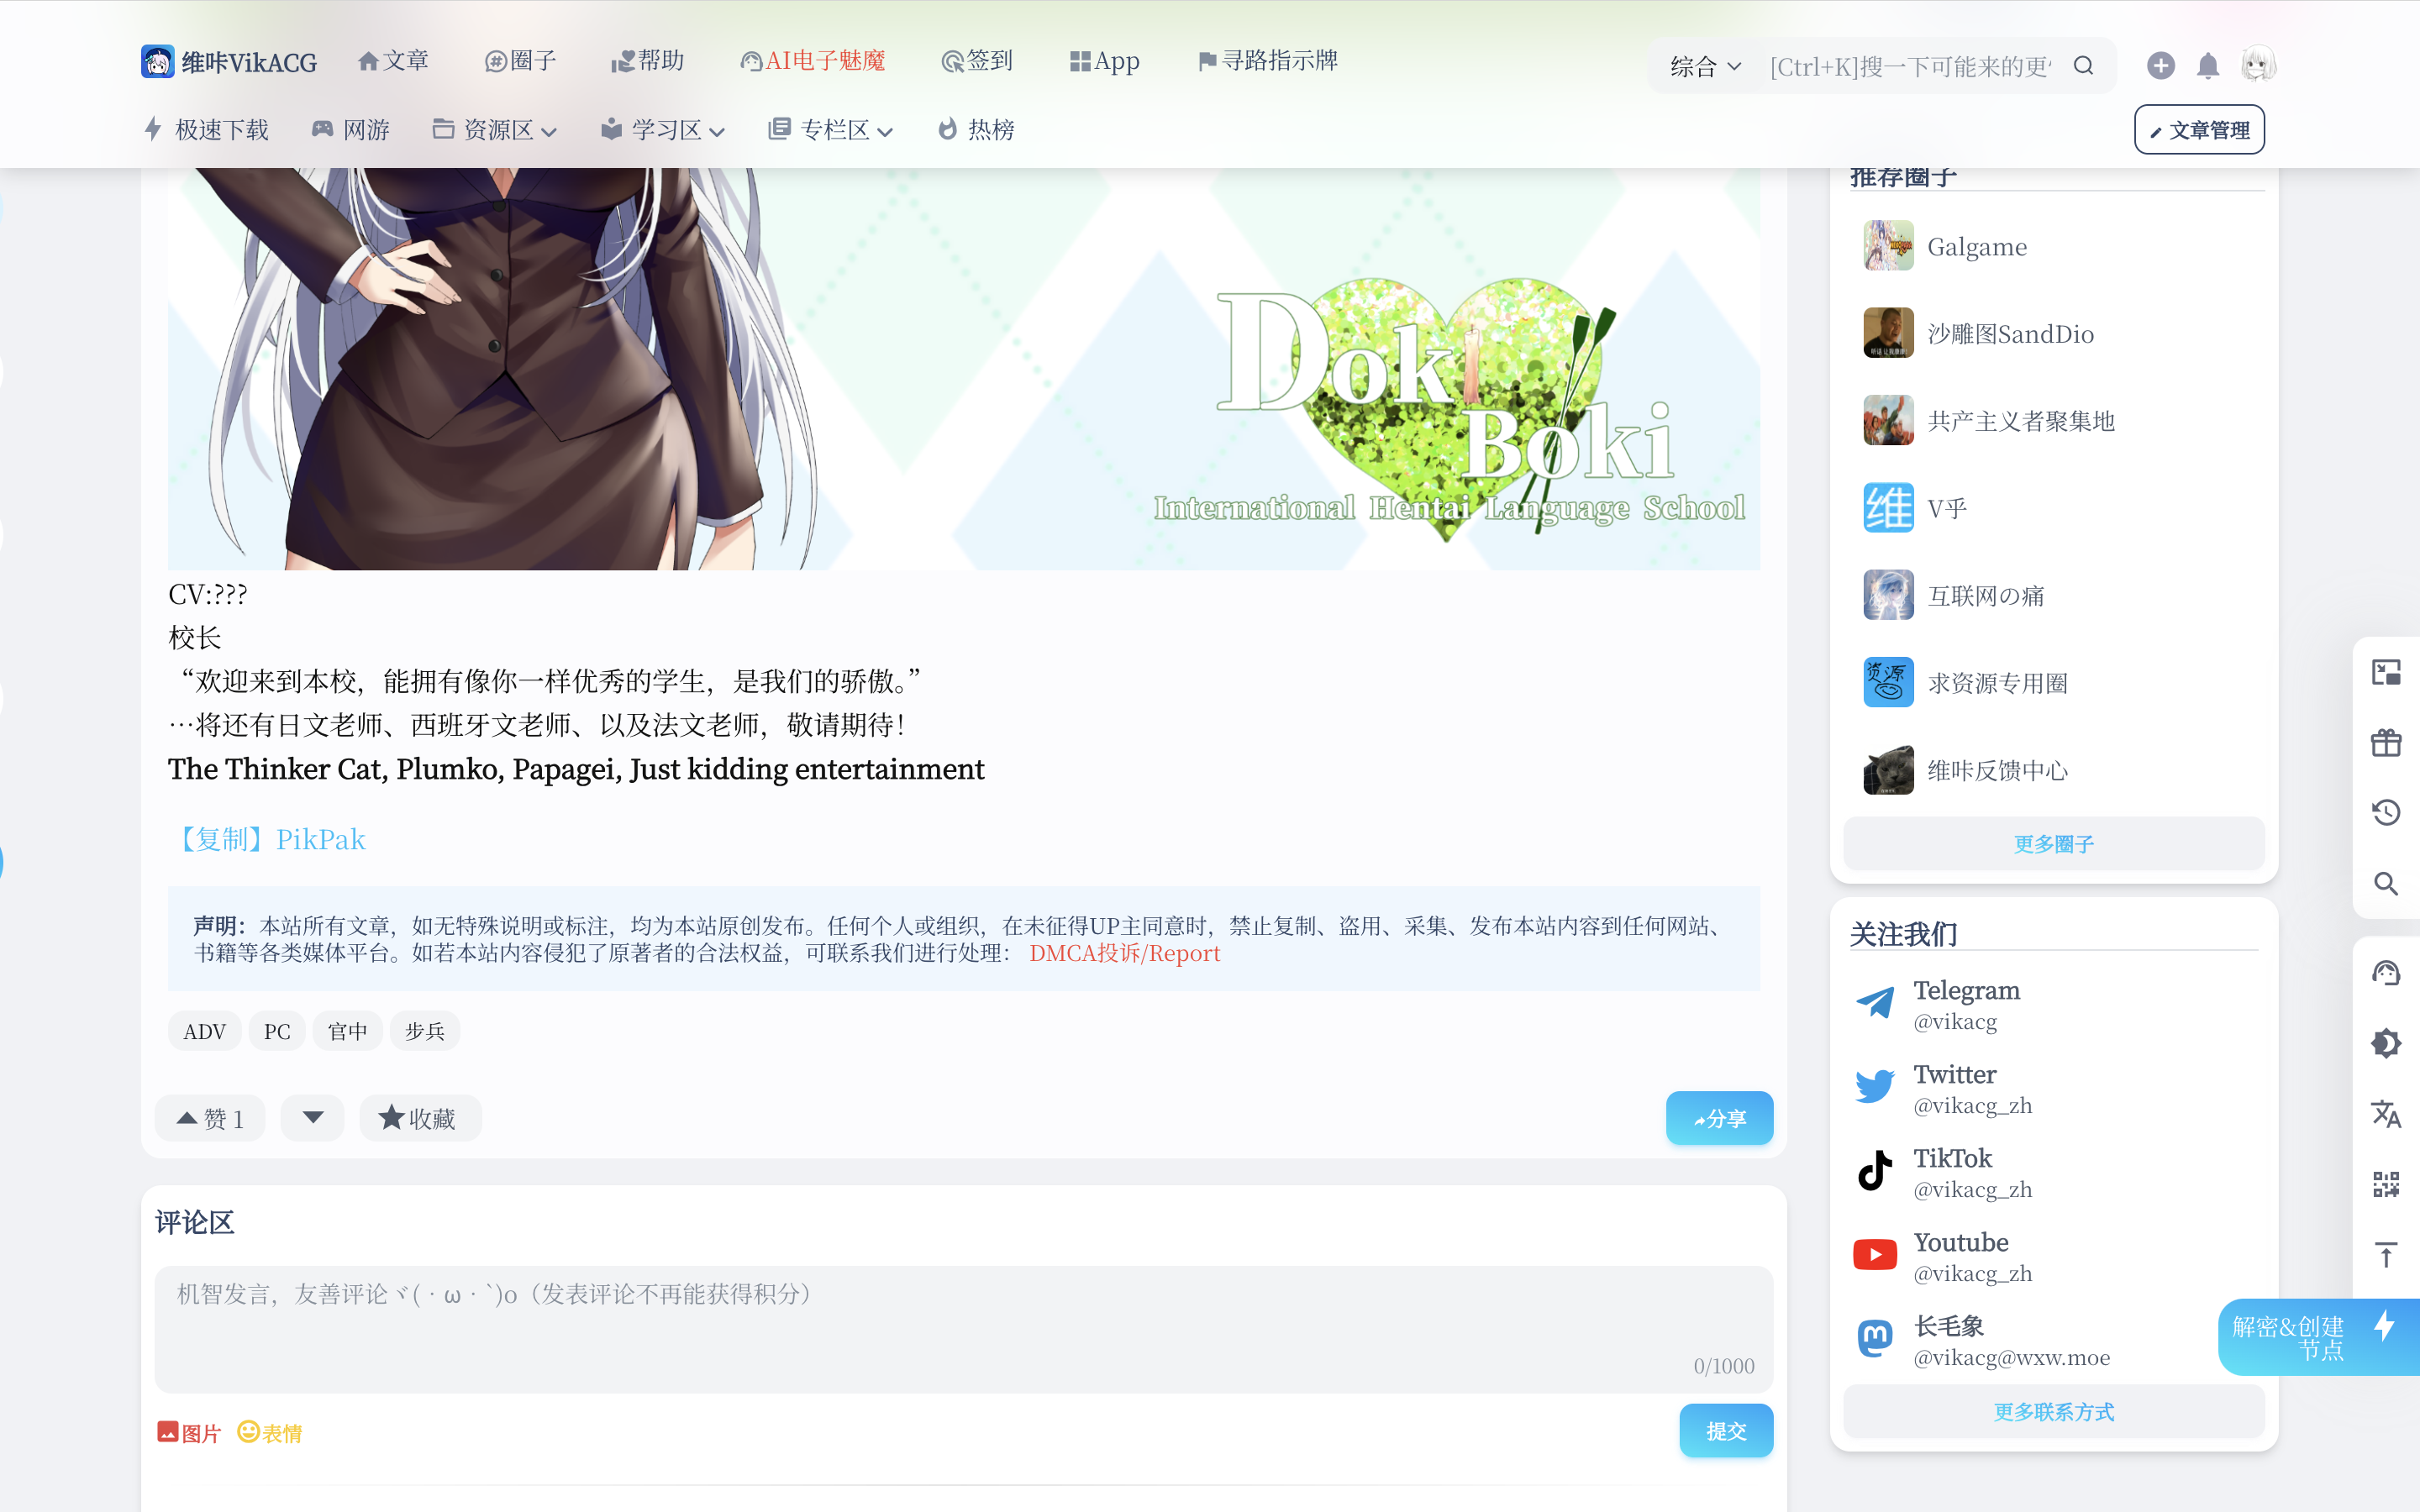 维咔VikACG
文章
圈子
帮助
AI电子魅魔
签到
App
寻路指示牌
综合
[Ctrl+K]搜一下可能来的更
极速下载
网游
资源区
学习区
专栏区
热榜
文章管理
Doki
Boki
International Hentai Language School
CV:???
校长
“欢迎来到本校，能拥有像你一样优秀的学生，是我们的骄傲。”
…将还有日文老师、西班牙文老师、以及法文老师，敬请期待！
The Thinker Cat, Plumko, Papagei, Just kidding entertainment
【复制】PikPak
声明：本站所有文章，如无特殊说明或标注，均为本站原创发布。任何个人或组织，在未征得UP主同意时，禁止复制、盗用、采集、发布本站内容到任何网站、
书籍等各类媒体平台。如若本站内容侵犯了原著者的合法权益，可联系我们进行处理： DMCA投诉/Report
ADV
PC
官中
步兵
赞 1
收藏
分享
评论区
机智发言，友善评论ヾ(・ω・`)o（发表评论不再能获得积分）
0/1000
图片
表情
提交
推荐圈子
Galgame
沙雕图SandDio
共产主义者聚集地
维
V乎
互联网の痛
资源
求资源专用圈
维咔反馈中心
更多圈子
关注我们
Telegram
@vikacg
Twitter
@vikacg_zh
TikTok
@vikacg_zh
Youtube
@vikacg_zh
长毛象
@vikacg@wxw.moe
更多联系方式
解密&创建
节点